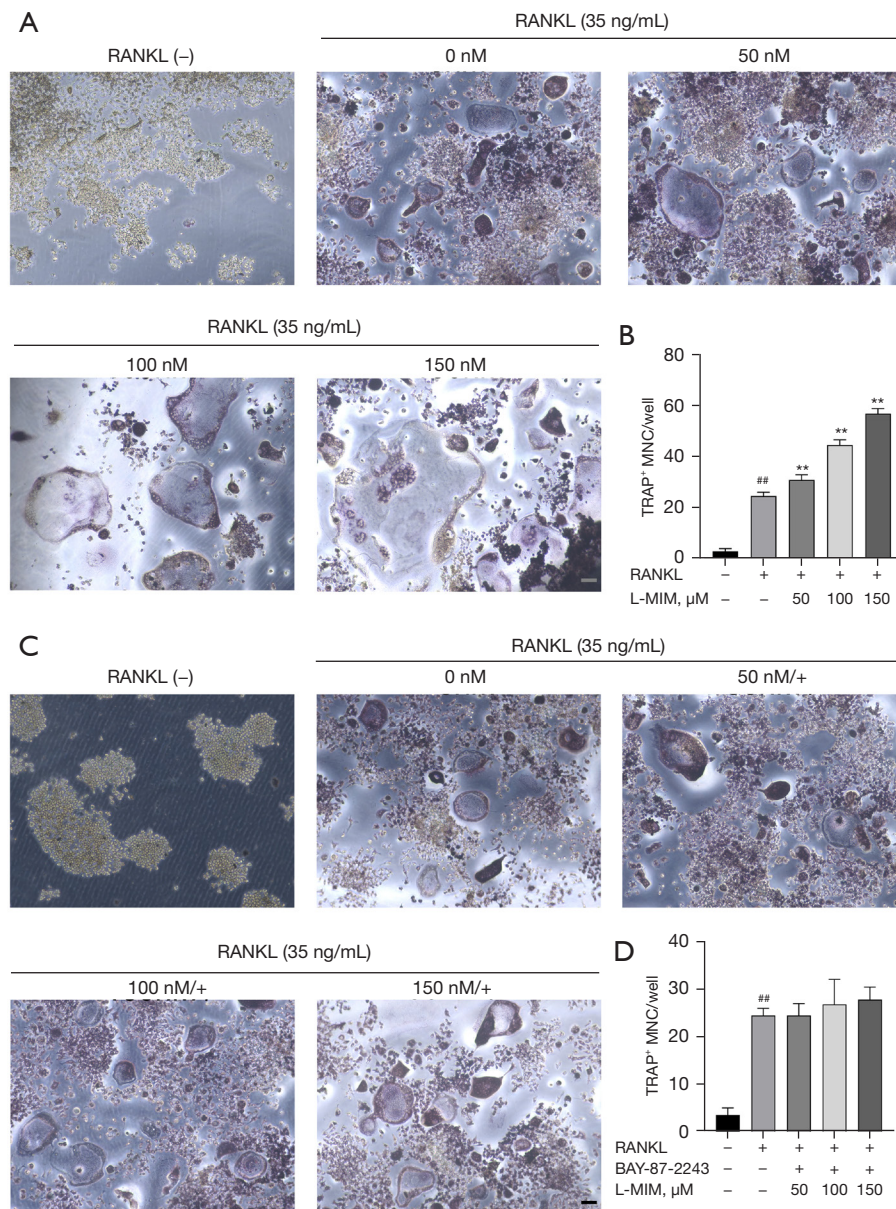 A
RANKL (35 ng/mL)
RANKL (–)
0 nM
50 nM
RANKL (35 ng/mL)
100 nM
150 nM
B
80
60
40
20
0
TRAP+ MNC/well
##
**
**
**
RANKL – + + + +
L-MIM, μM – – 50 100 150
C
RANKL (35 ng/mL)
RANKL (–)
0 nM
50 nM/+
RANKL (35 ng/mL)
100 nM/+
150 nM/+
D
40
30
20
10
0
TRAP+ MNC/well
##
RANKL – + + + +
BAY-87-2243 – – + + +
L-MIM, μM – – 50 100 150